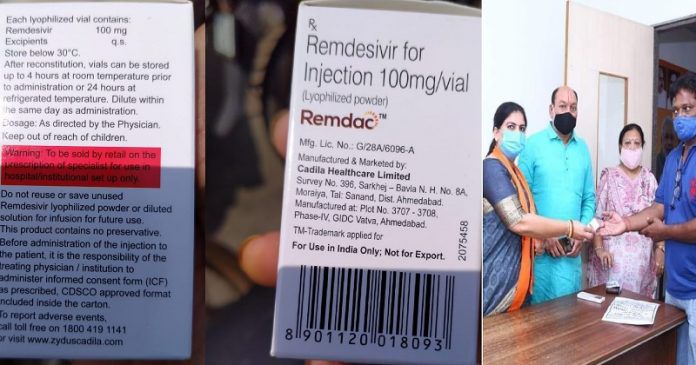 Each lyophilized vial contains:
Remdesivir 100 mg
Excipients q.s.
Store below 30°C.
After reconstitution, vials can be stored
up to 4 hours at room temperature prior
to administration or 24 hours at
refrigerated temperature. Dilute within
the same day as administration.
Dosage: As directed by the Physician.
Keep out of reach of children.
Warning: To be sold by retail on the
prescription of specialist for use in
hospital/institutional set up only.
Do not reuse or save unused
Remdesivir lyophilized powder or diluted
solution for infusion for future use.
This product contains no preservative.
Before administration of the injection to
the patient, it is the responsibility of the
treating physician / institution to
administer informed consent form (ICF)
as prescribed, CDSCO approved format
included inside the carton.
To report adverse events,
call toll free on 1800 419 1141
or visit www.zyduscadila.com
Rx
Remdesivir for
Injection 100mg/vial
(Lyophilized powder)
Remdac™
Mfg. Lic. No.: G/28A/6096-A
Manufactured & Marketed by:
Cadila Healthcare Limited
Survey No. 396, Sarkhej – Bavla N. H. No. 8A,
Moraiya, Tal: Sanand, Dist. Ahmedabad.
Manufactured at: Plot No. 3707 - 3708,
Phase-IV, GIDC Vatva, Ahmedabad.
TM-Trademark applied for
For Use in India Only; Not for Export.
2075458
8 901120 018093